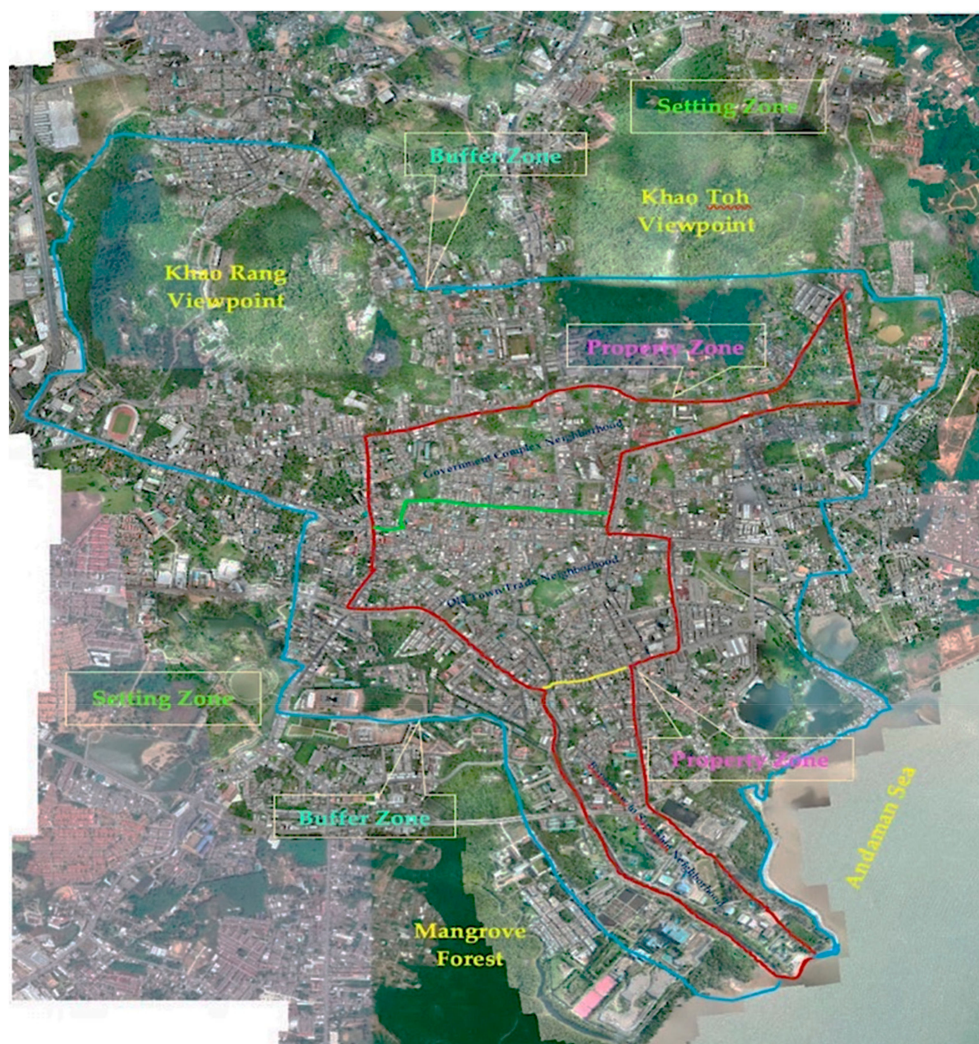 Setting Zone
Buffer Zone
Khao Toh
Viewpoint
Khao Rang
Viewpoint
Property Zone
Government Complex Neighborhood
Old Town/Trade Neighborhood
Setting Zone
Property Zone
Buffer Zone
Andaman Sea
Mangrove
Forest